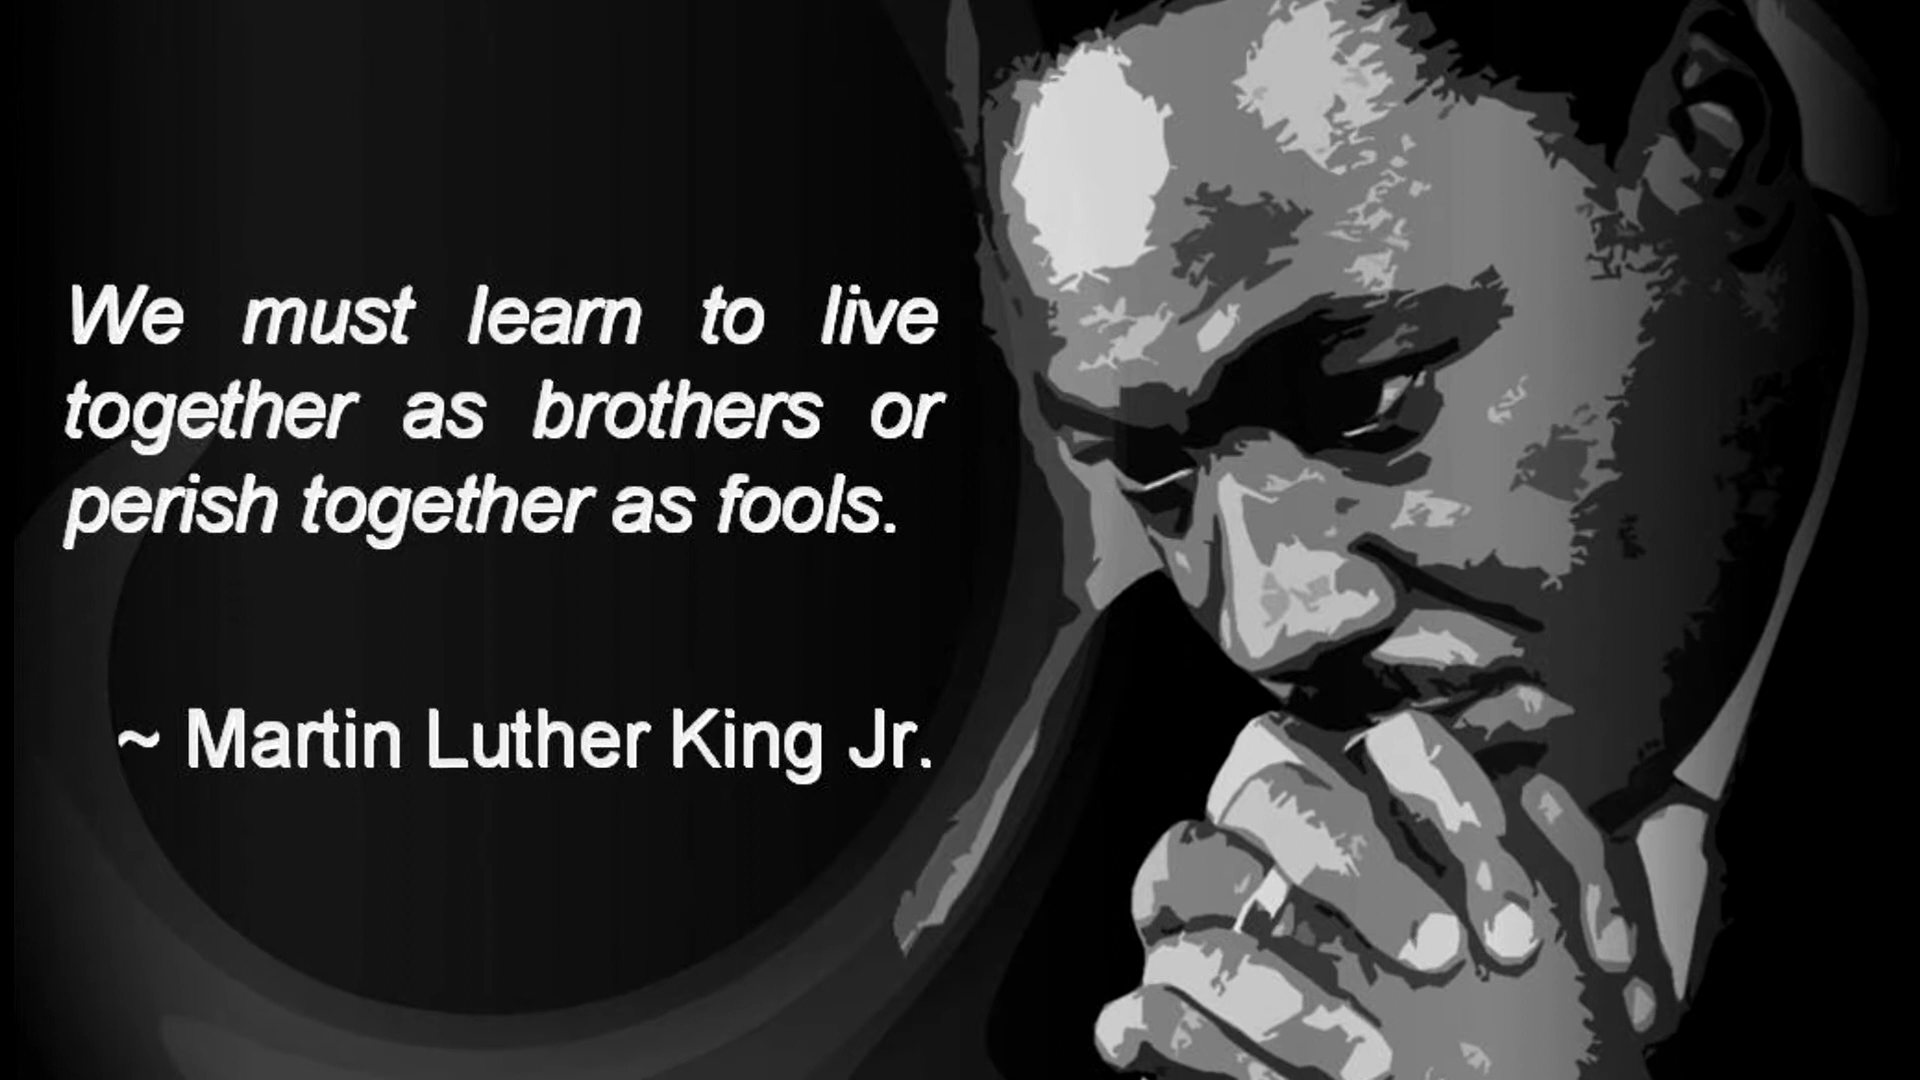 We must learn to live
together as brothers or
perish together as fools.
~ Martin Luther King Jr.